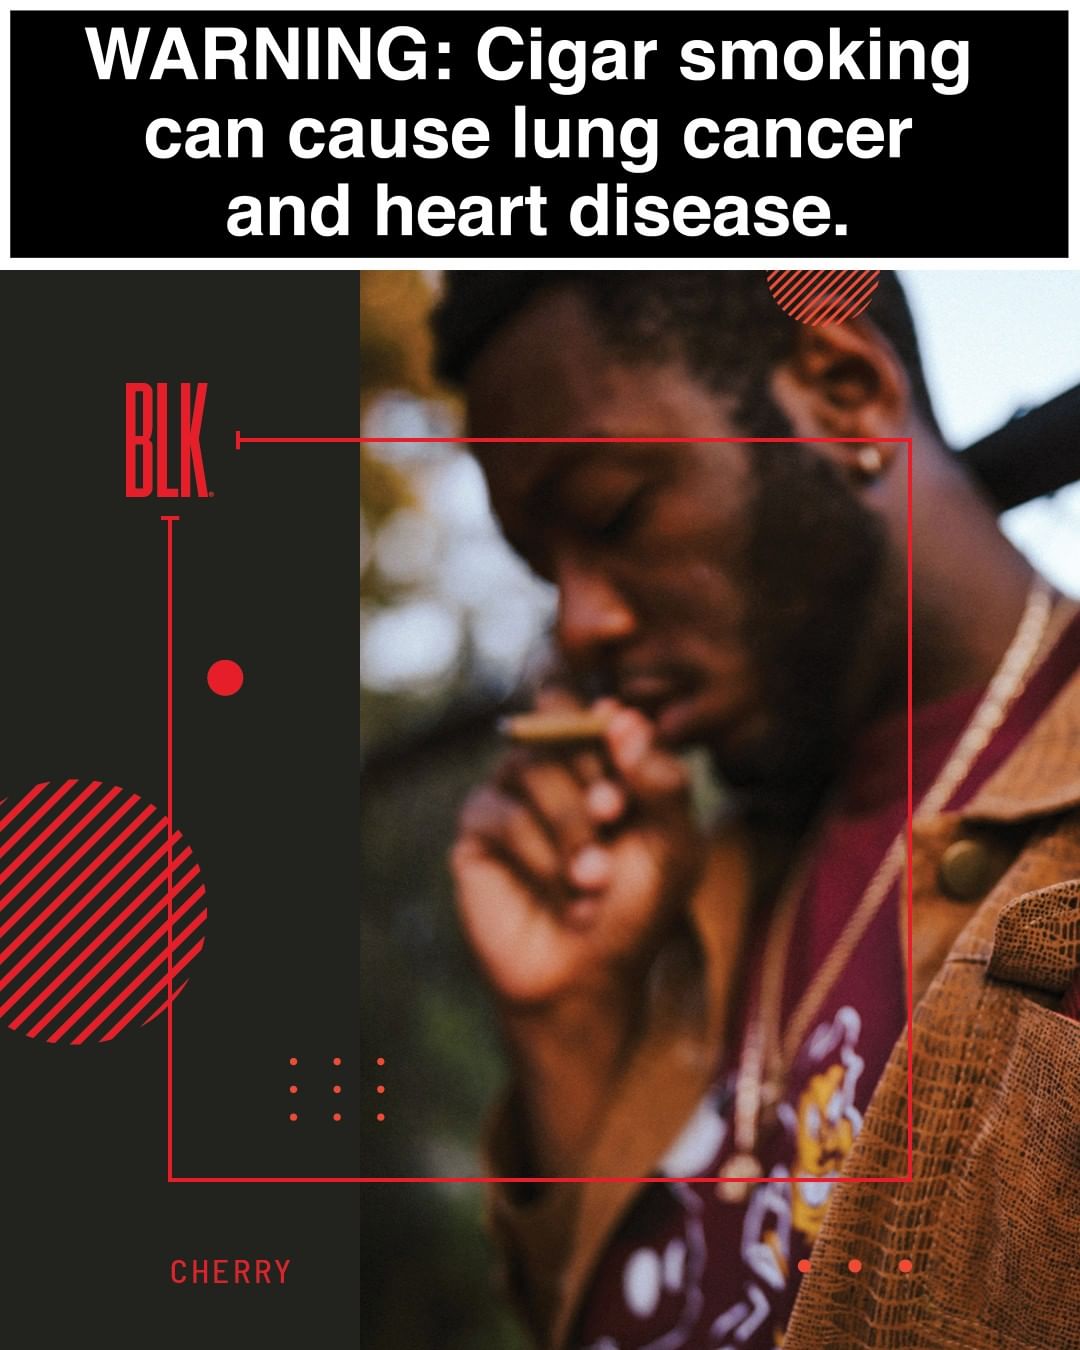 WARNING: Cigar smoking
can cause lung cancer
and heart disease.
BLK®
CHERRY